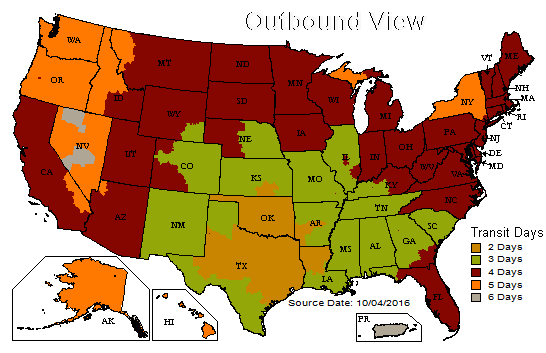 Outbound View
WA
MT
ND
MN
VT
ME
OR
ID
SD
WI
MI
NY
NH
MA
RI
CT
WY
NE
IA
PA
NJ
NV
UT
CO
IL
IN
OH
WV
DE
MD
VA
CA
KS
MO
KY
NC
AZ
NM
OK
AR
TN
SC
TX
MS
AL
GA
LA
FL
Transit Days
2 Days
3 Days
4 Days
5 Days
6 Days
Source Date: 10/04/2016
AK
HI
PR